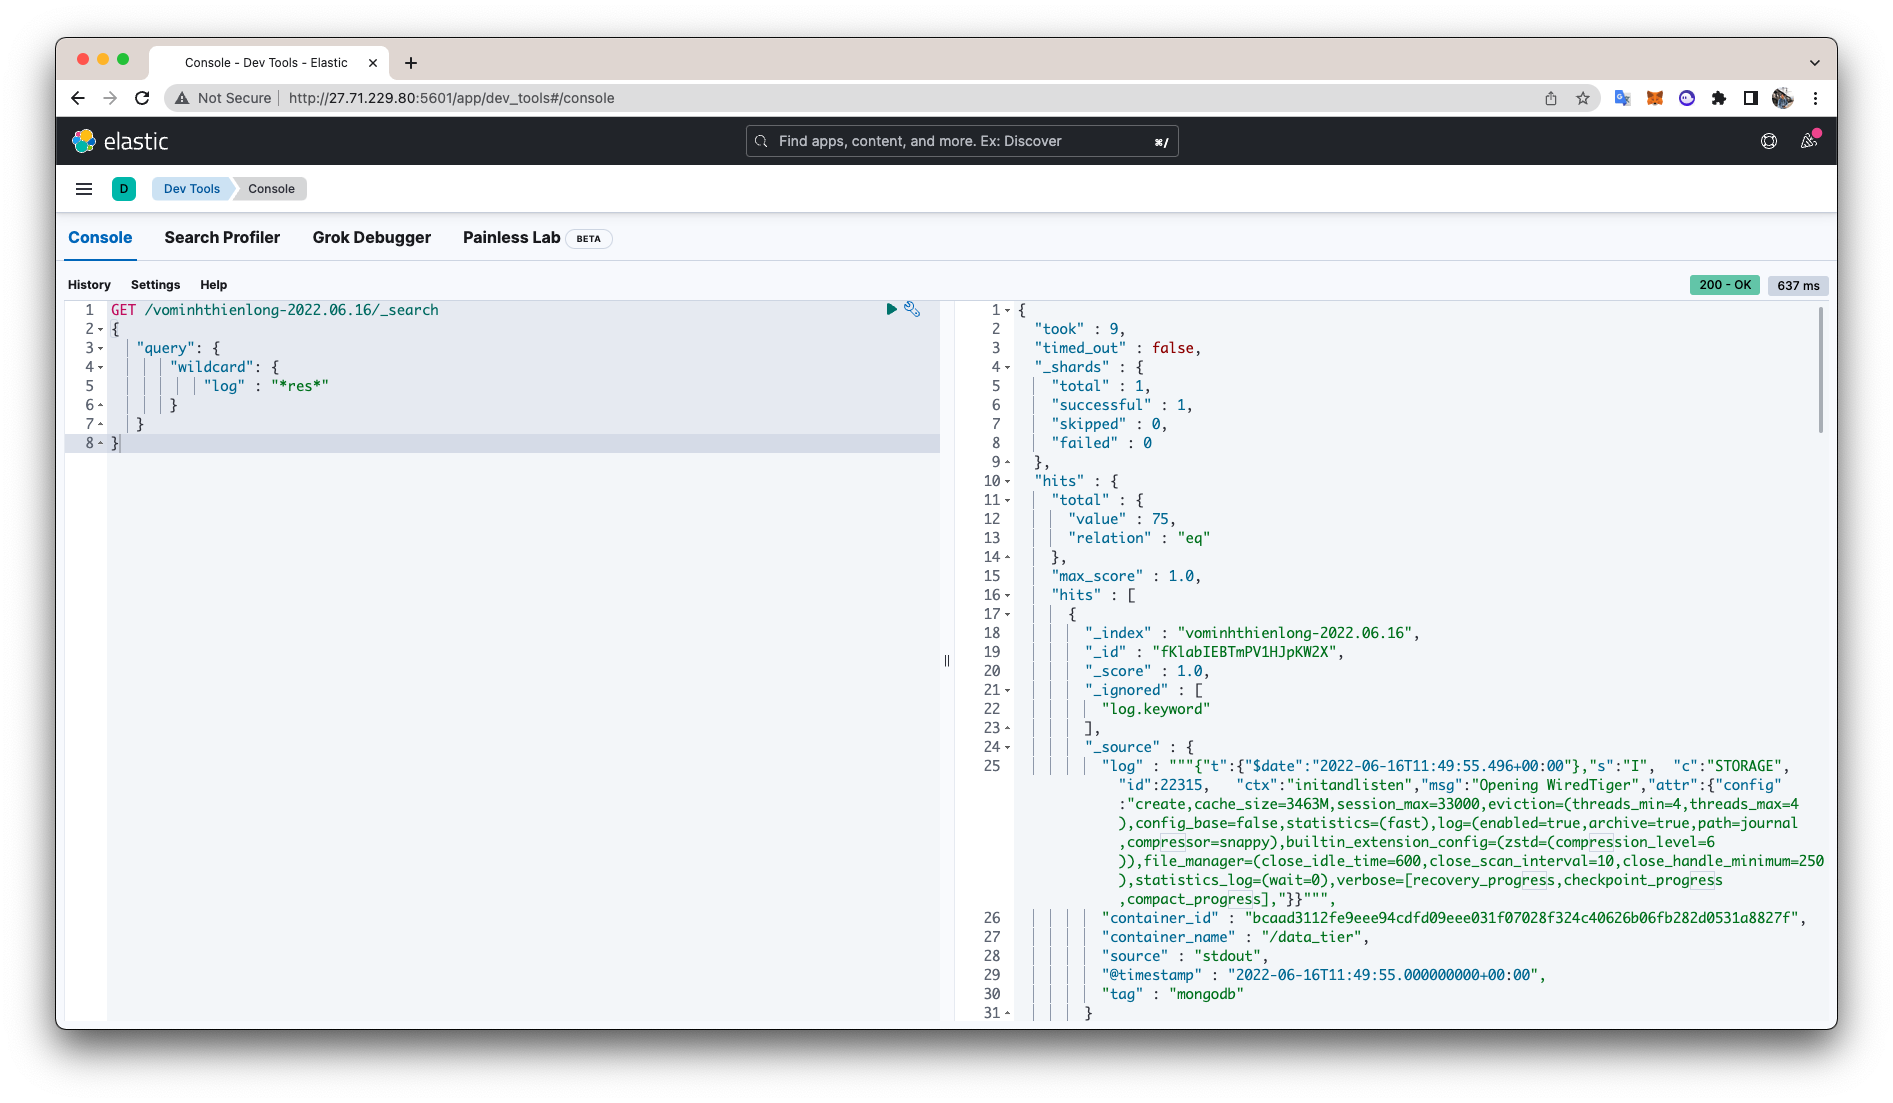 Console - Dev Tools - Elastic
Not Secure | http://27.71.229.80:5601/app/dev_tools#/console
elastic
Find apps, content, and more. Ex: Discover ⌘/
D Dev Tools Console
Console Search Profiler Grok Debugger Painless Lab BETA
History Settings Help
200 - OK 637 ms
1 GET /vominhthienlong-2022.06.16/_search
2 {
3 "query": {
4 "wildcard": {
5 "log" : "*res*"
6 }
7 }
8 }
1 {
2 "took" : 9,
3 "timed_out" : false,
4 "_shards" : {
5 "total" : 1,
6 "successful" : 1,
7 "skipped" : 0,
8 "failed" : 0
9 },
10 "hits" : {
11 "total" : {
12 "value" : 75,
13 "relation" : "eq"
14 },
15 "max_score" : 1.0,
16 "hits" : [
17 {
18 "_index" : "vominhthienlong-2022.06.16",
19 "_id" : "fKlabIEBTmPV1HJpKW2X",
20 "_score" : 1.0,
21 "_ignored" : [
22 "log.keyword"
23 ],
24 "_source" : {
25 "log" : """{"t":{"$date":"2022-06-16T11:49:55.496+00:00"},"s":"I", "c":"STORAGE",
"id":22315, "ctx":"initandlisten","msg":"Opening WiredTiger","attr":{"config"
:"create,cache_size=3463M,session_max=33000,eviction=(threads_min=4,threads_max=4
),config_base=false,statistics=(fast),log=(enabled=true,archive=true,path=journal
,compressor=snappy),builtin_extension_config=(zstd=(compression_level=6
)),file_manager=(close_idle_time=600,close_scan_interval=10,close_handle_minimum=250
),statistics_log=(wait=0),verbose=[recovery_progress,checkpoint_progress
,compact_progress],"}}""",
26 "container_id" : "bcaad3112fe9eee94cdfd09eee031f07028f324c40626b06fb282d0531a8827f",
27 "container_name" : "/data_tier",
28 "source" : "stdout",
29 "@timestamp" : "2022-06-16T11:49:55.000000000+00:00",
30 "tag" : "mongodb"
31 }